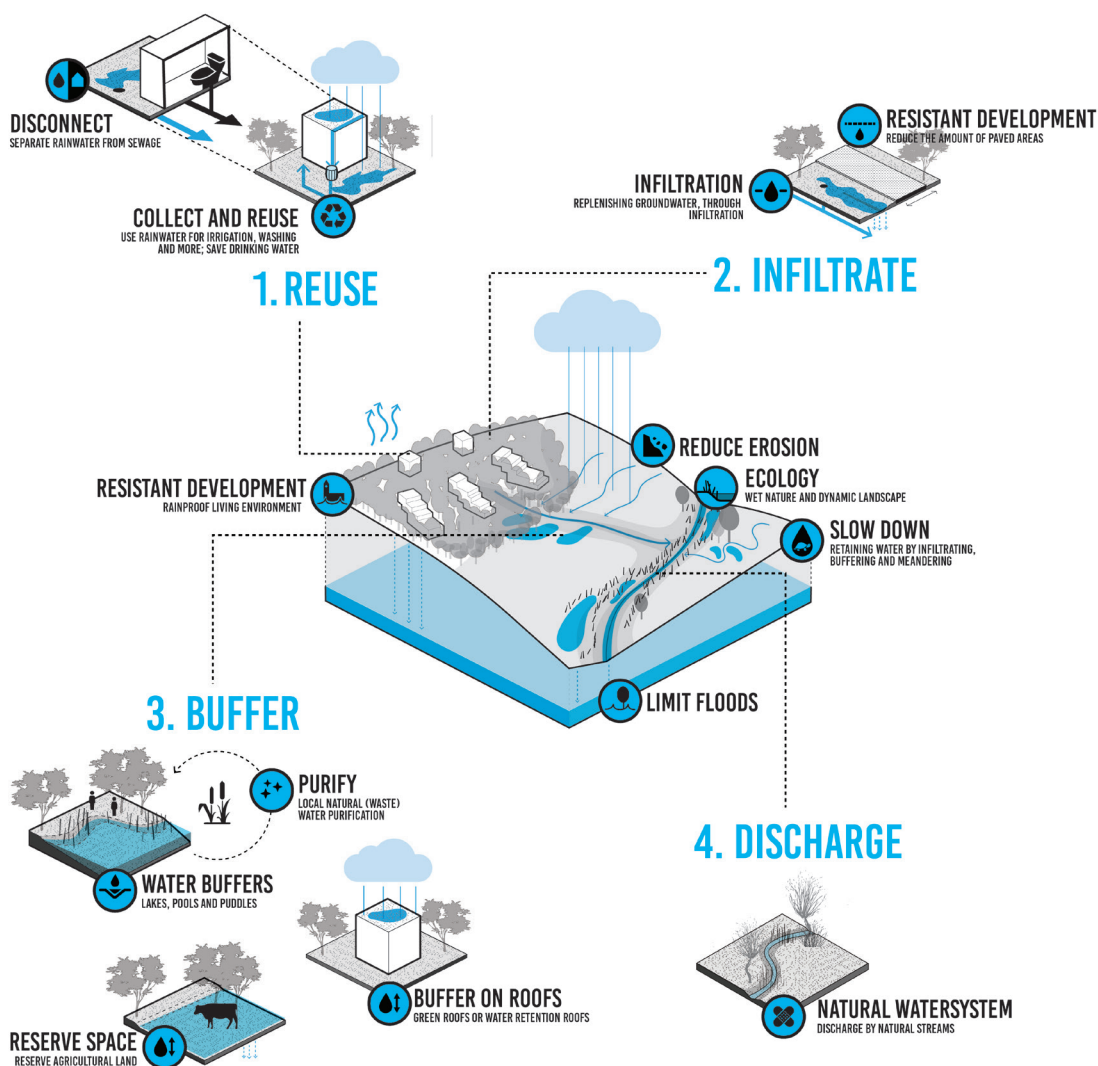 DISCONNECT
SEPARATE RAINWATER FROM SEWAGE
COLLECT AND REUSE
USE RAINWATER FOR IRRIGATION, WASHING
AND MORE; SAVE DRINKING WATER
1. REUSE
RESISTANT DEVELOPMENT
REDUCE THE AMOUNT OF PAVED AREAS
INFILTRATION
REPLENISHING GROUNDWATER, THROUGH
INFILTRATION
2. INFILTRATE
REDUCE EROSION
ECOLOGY
WET NATURE AND DYNAMIC LANDSCAPE
RESISTANT DEVELOPMENT
RAINPROOF LIVING ENVIRONMENT
SLOW DOWN
RETAINING WATER BY INFILTRATING,
BUFFERING AND MEANDERING
LIMIT FLOODS
3. BUFFER
PURIFY
LOCAL NATURAL (WASTE)
WATER PURIFICATION
WATER BUFFERS
LAKES, POOLS AND PUDDLES
BUFFER ON ROOFS
GREEN ROOFS OR WATER RETENTION ROOFS
RESERVE SPACE
RESERVE AGRICULTURAL LAND
4. DISCHARGE
NATURAL WATERSYSTEM
DISCHARGE BY NATURAL STREAMS